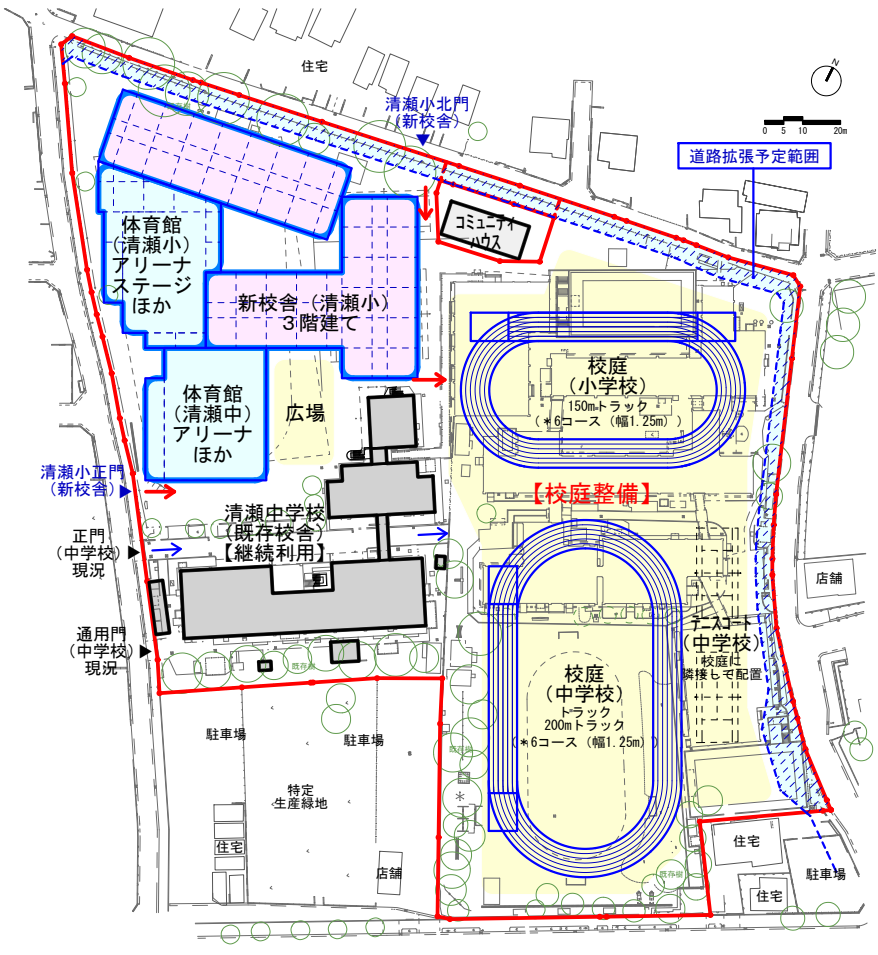 住宅
清瀬小北門
（新校舎）
N
0 5 10 20m
道路拡張予定範囲
既存樹
コミュニティ
ハウス
体育館
（清瀬小）
アリーナ
ステージ
ほか
新校舎（清瀬小）
３階建て
校庭
（小学校）
150mトラック
（＊6コース（幅1.25m））
体育館
（清瀬中）
アリーナ
ほか
広場
清瀬小正門
（新校舎）
【校庭整備】
清瀬中学校
（既存校舎）
【継続利用】
正門
（中学校）
現況
店舗
通用門
（中学校）
現況
テニスコート
（中学校）
校庭に
隣接して配置
既存樹
校庭
（中学校）
トラック
200mトラック
（＊6コース（幅1.25m））
駐車場
駐車場
既存樹
特定
生産緑地
住宅
店舗
既存樹
住宅
住宅
駐車場